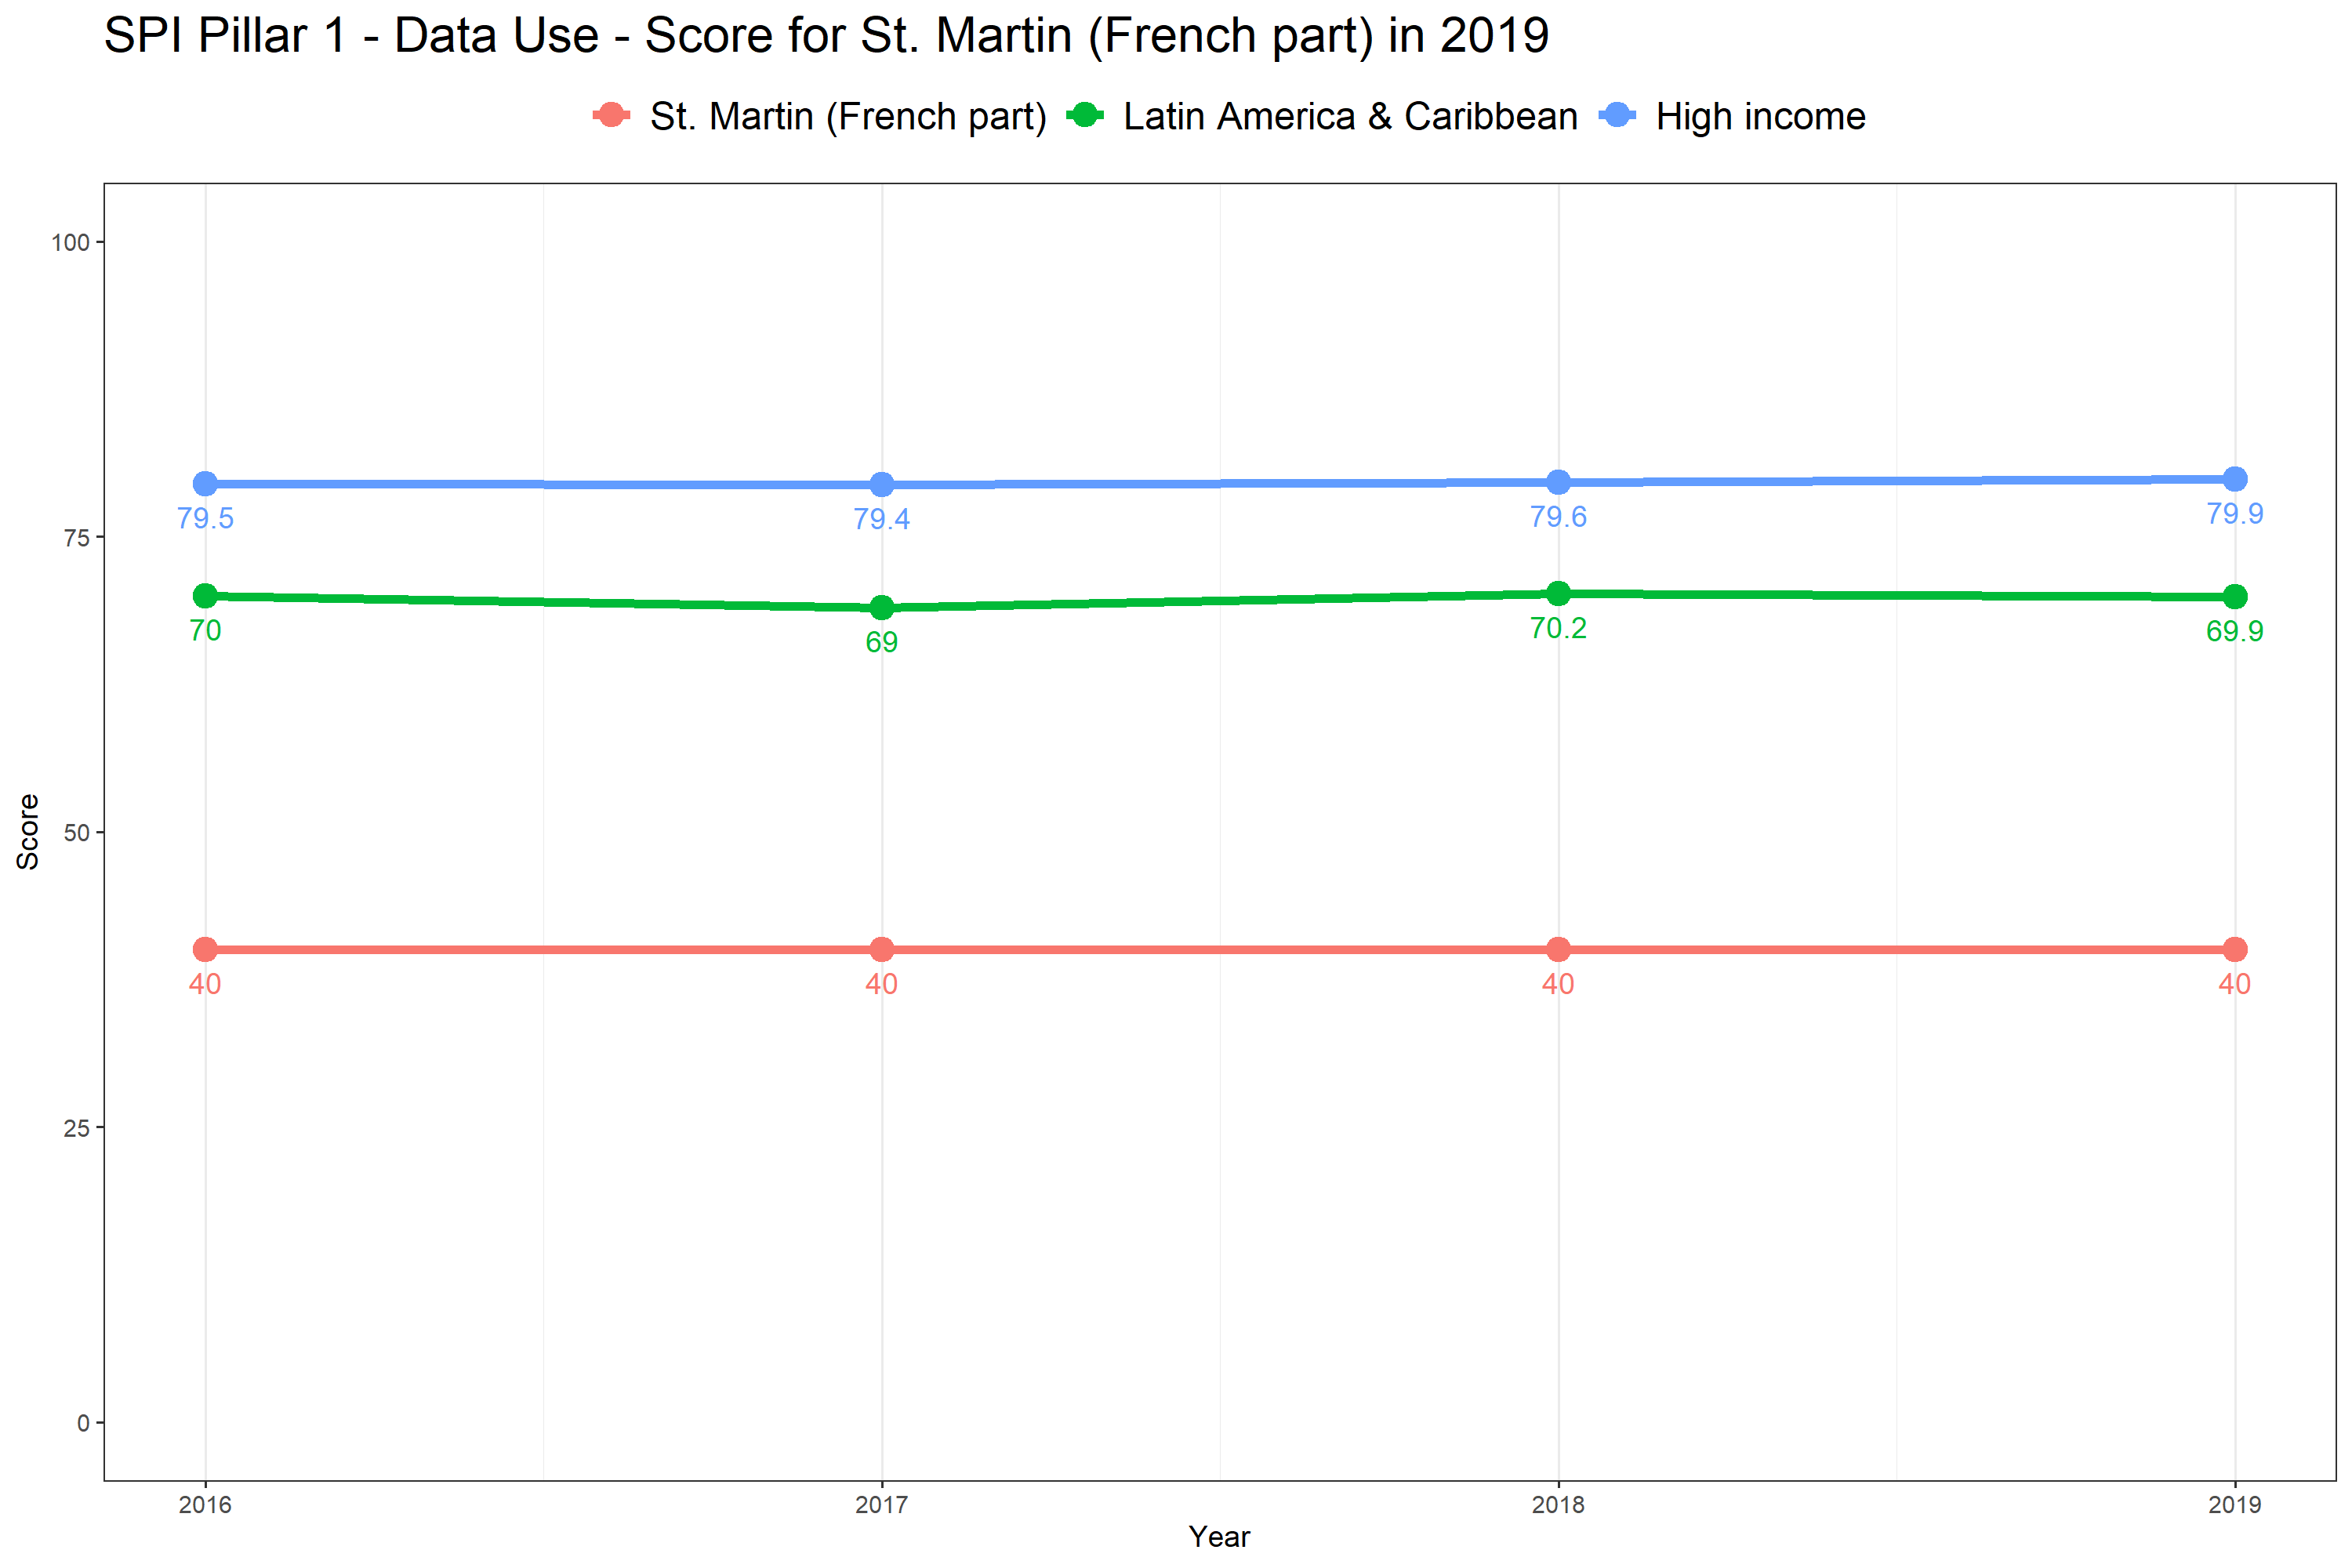 SPI Pillar 1 - Data Use - Score for St. Martin (French part) in 2019
St. Martin (French part) Latin America & Caribbean High income
100
75
50
25
0
Score
79.5 79.4 79.6 79.9
70 69 70.2 69.9
40 40 40 40
2016 2017 2018 2019
Year